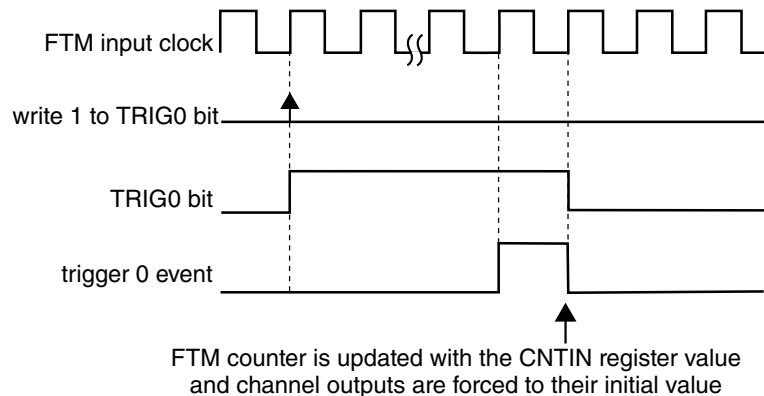 FTM input clock
write 1 to TRIG0 bit
TRIG0 bit
trigger 0 event
FTM counter is updated with the CNTIN register value
and channel outputs are forced to their initial value